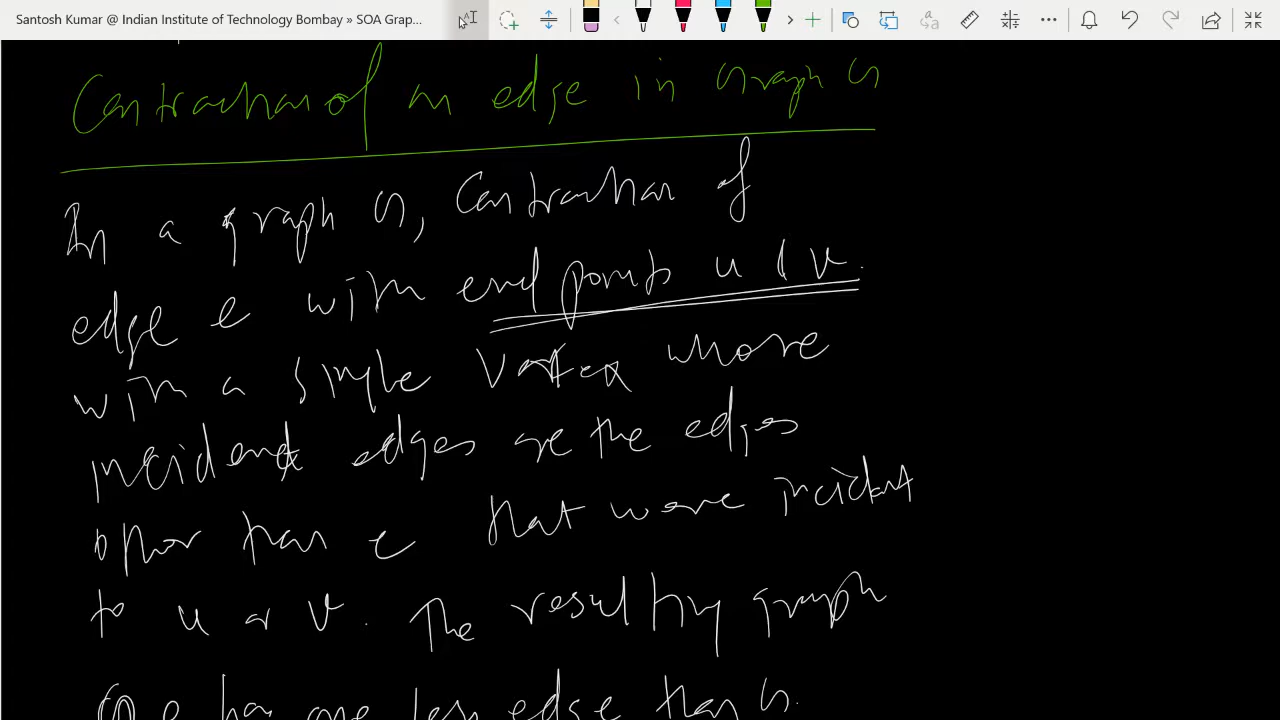 Santosh Kumar @ Indian Institute of Technology Bombay » SOA Grap...
Contraction of an edge in Graph G
In a graph G, Contraction of
edge e with end points u & v.
with a single vertex whose
incident edges are the edges
other than e that were incident
to u or v. The resulting graph
G e has one less edge than G.